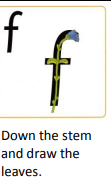 f
f
Down the stem
and draw the
leaves.